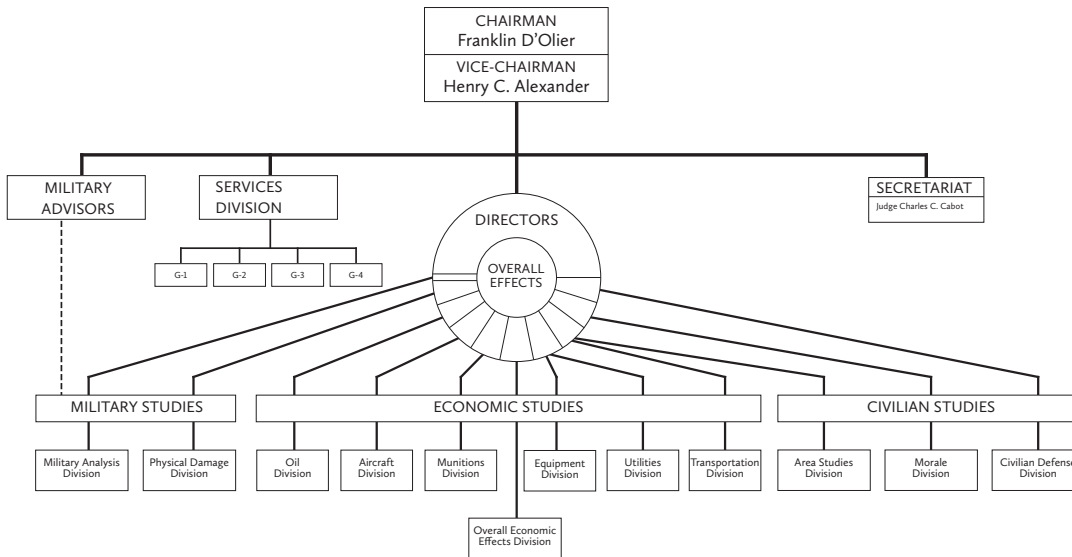 CHAIRMAN
Franklin D'Olier
VICE-CHAIRMAN
Henry C. Alexander
MILITARY
ADVISORS
SERVICES
DIVISION
SECRETARIAT
Judge Charles C. Cabot
DIRECTORS
OVERALL
EFFECTS
G-1
G-2
G-3
G-4
MILITARY STUDIES
ECONOMIC STUDIES
CIVILIAN STUDIES
Military Analysis
Division
Physical Damage
Division
Oil
Division
Aircraft
Division
Munitions
Division
Equipment
Division
Utilities
Division
Transportation
Division
Area Studies
Division
Morale
Division
Civilian Defense
Division
Overall Economic
Effects Division